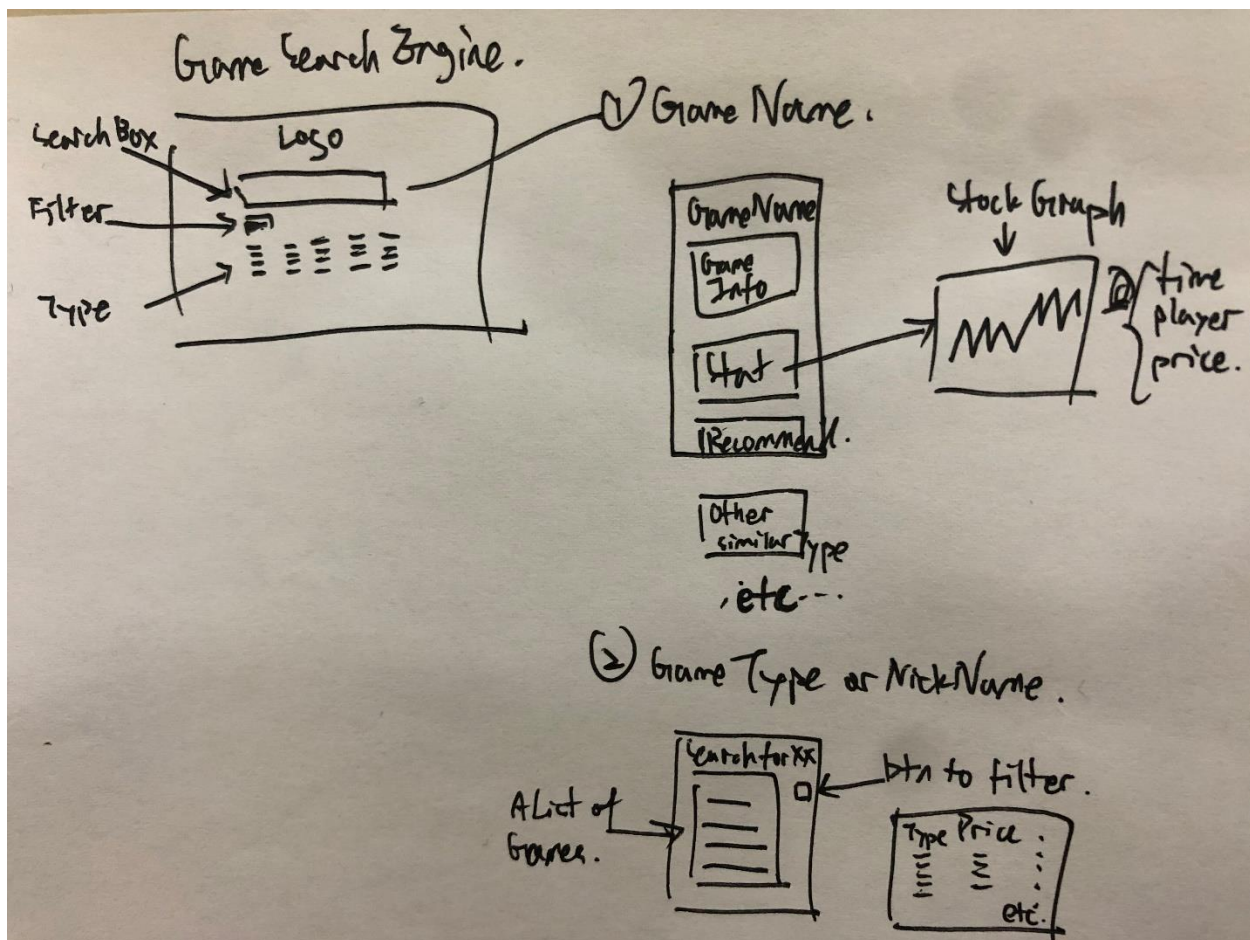 Game Search Engine.
Search Box
Logo
Filter
Type
① Game Name.
Game Name
Game
Info
Stat
Recommend.
Other
similar Type
etc...
Stock Graph
time
player
price.
② Game Type or NickName.
Search for XX
btn to filter.
A List of
Games.
Type Price
etc.